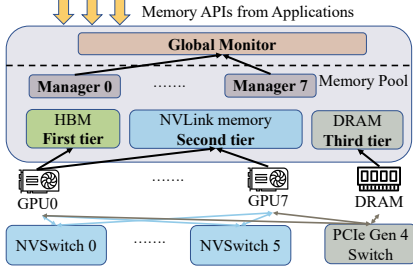 Memory APIs from Applications
Global Monitor
Manager 0 ........ Manager 7 Memory Pool
HBM
First tier
NVLink memory
Second tier
DRAM
Third tier
GPU0 ........ GPU7 DRAM
NVSwitch 0 ........ NVSwitch 5
PCIe Gen 4
Switch